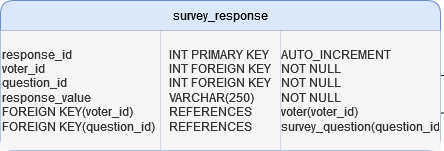 survey_response
response_id INT PRIMARY KEY AUTO_INCREMENT
voter_id INT FOREIGN KEY NOT NULL
question_id INT FOREIGN KEY NOT NULL
response_value VARCHAR(250) NOT NULL
FOREIGN KEY(voter_id) REFERENCES voter(voter_id)
FOREIGN KEY(question_id) REFERENCES survey_question(question_id